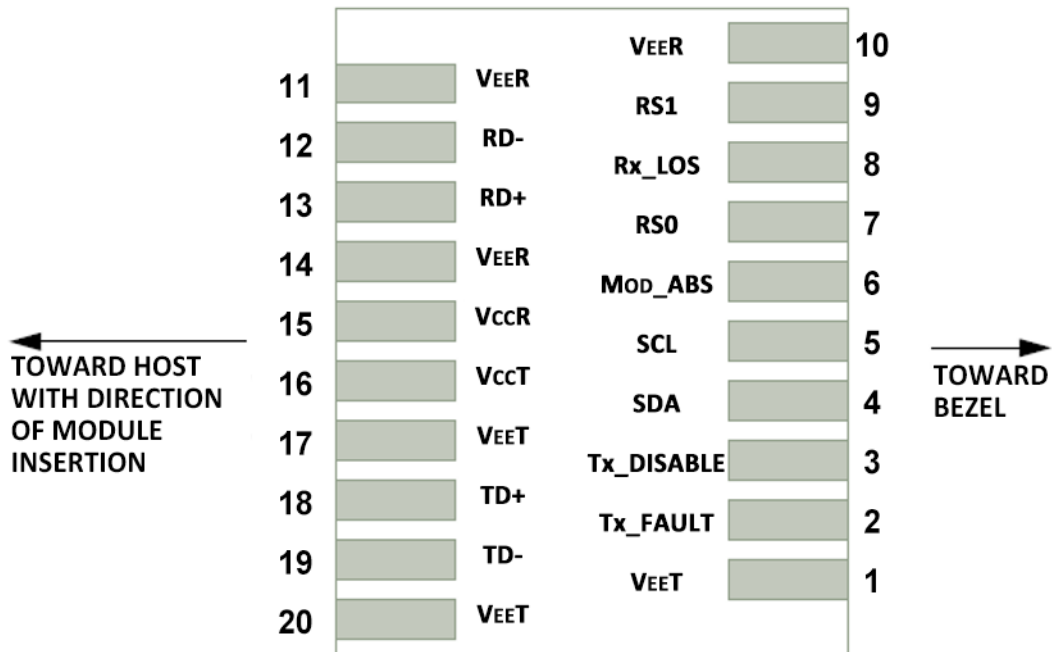 VEER 10
11 VEER
RS1 9
12 RD-
Rx_LOS 8
13 RD+
RS0 7
14 VEER
MOD_ABS 6
15 VCCR
SCL 5
16 VCCT
SDA 4
17 VEET
Tx_DISABLE 3
18 TD+
Tx_FAULT 2
19 TD-
VEET 1
20 VEET
TOWARD HOST
WITH DIRECTION
OF MODULE
INSERTION
TOWARD
BEZEL